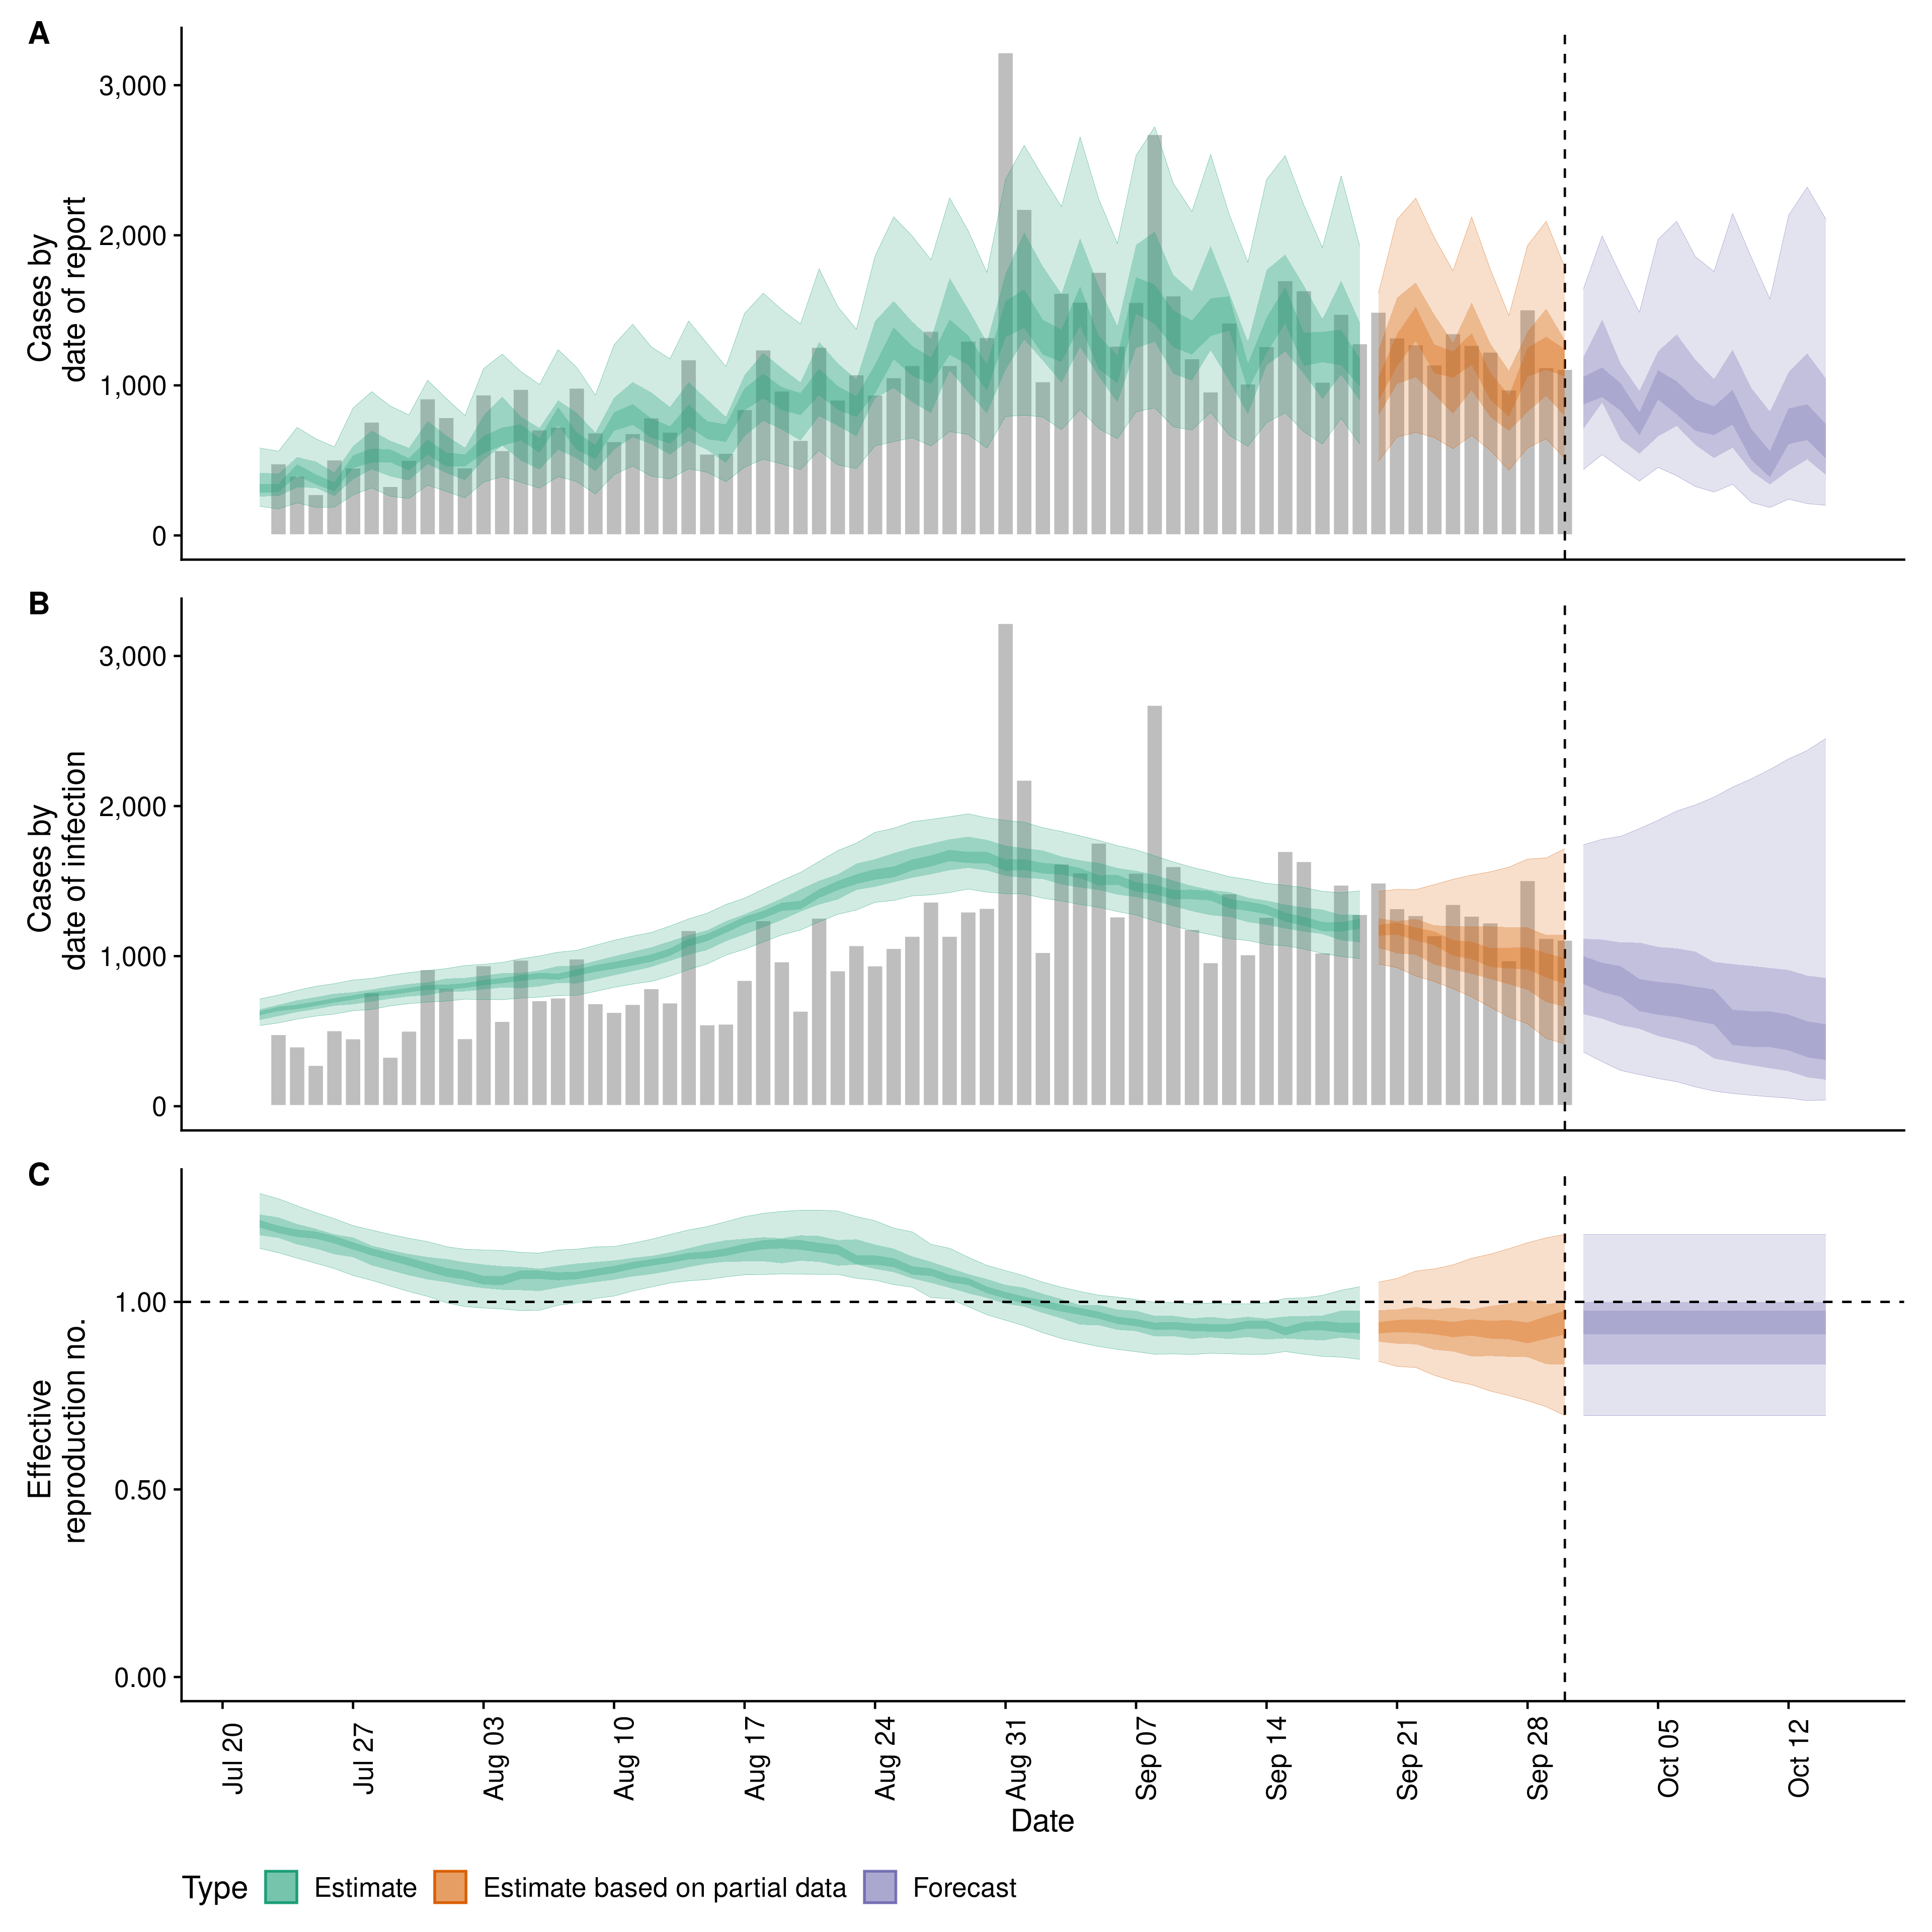 A
Cases by
date of report
3,000
2,000
1,000
0
B
Cases by
date of infection
3,000
2,000
1,000
0
C
Effective
reproduction no.
1.00
0.50
0.00
Jul 20
Jul 27
Aug 03
Aug 10
Aug 17
Aug 24
Aug 31
Sep 07
Sep 14
Sep 21
Sep 28
Oct 05
Oct 12
Date
Type Estimate Estimate based on partial data Forecast